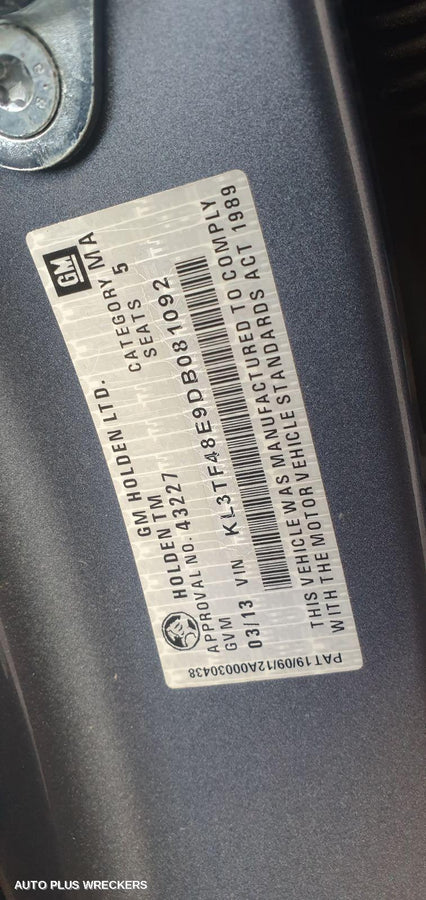 GM
GM HOLDEN LTD.
HOLDEN TM
CATEGORY MA
APPROVAL NO. 43227
SEATS 5
GVM
03/13 VIN KL3TF48E9DB081092
THIS VEHICLE WAS MANUFACTURED TO COMPLY
WITH THE MOTOR VEHICLE STANDARDS ACT 1989
PAT19/09/12A00030438
AUTO PLUS WRECKERS